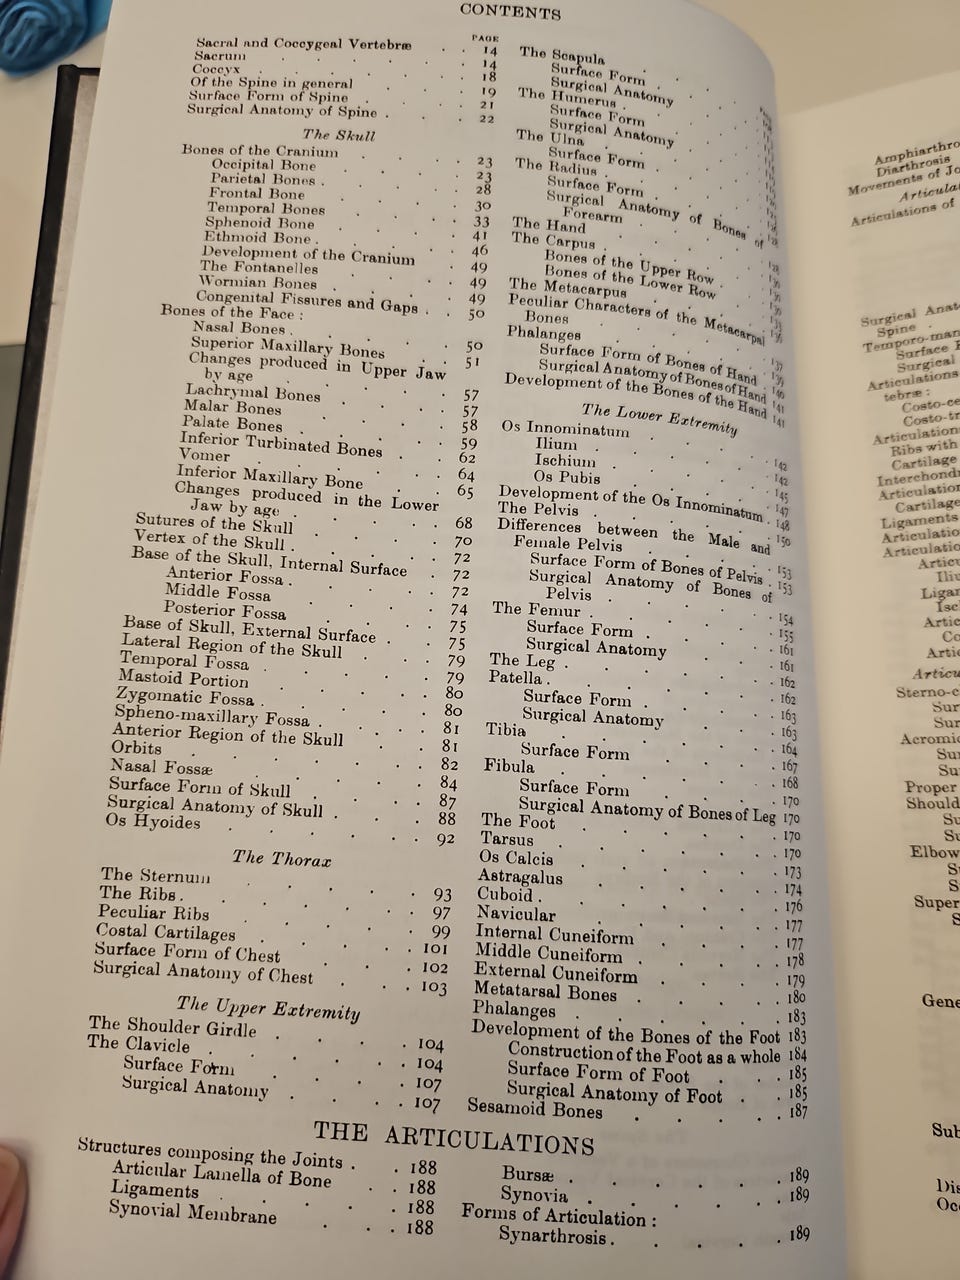 CONTENTS
PAGE
Sacral and Coccygeal Vertebræ . . 14
Sacrum . . . . . 14
Coccyx . . . . . 18
Of the Spine in general . . . 19
Surface Form of Spine . . . 21
Surgical Anatomy of Spine . . . 22
The Skull
Bones of the Cranium . . . . 23
Occipital Bone . . . . 23
Parietal Bones . . . . 28
Frontal Bone . . . . 30
Temporal Bones . . . . 33
Sphenoid Bone . . . . 41
Ethmoid Bone . . . . 46
Development of the Cranium . . 49
The Fontanelles . . . . 49
Wormian Bones . . . . 49
Congenital Fissures and Gaps . . 50
Bones of the Face :
Nasal Bones . . . . 50
Superior Maxillary Bones . . 51
Changes produced in Upper Jaw
by age . . . . 57
Lachrymal Bones . . . . 57
Malar Bones . . . . 58
Palate Bones . . . . 59
Inferior Turbinated Bones . . 62
Vomer . . . . 64
Inferior Maxillary Bone . . 65
Changes produced in the Lower
Jaw by age . . . . 68
Sutures of the Skull . . . . 70
Vertex of the Skull . . . . 72
Base of the Skull, Internal Surface . 72
Anterior Fossa . . . . 72
Middle Fossa . . . . 74
Posterior Fossa . . . . 75
Base of Skull, External Surface . . 75
Lateral Region of the Skull . . . 79
Temporal Fossa . . . . 79
Mastoid Portion . . . . 80
Zygomatic Fossa . . . . 80
Spheno-maxillary Fossa . . . 81
Anterior Region of the Skull . . 81
Orbits . . . . . 82
Nasal Fossæ . . . . 84
Surface Form of Skull . . . 87
Surgical Anatomy of Skull . . . 88
Os Hyoides . . . . . 92
The Thorax
The Sternum . . . . 93
The Ribs . . . . . 97
Peculiar Ribs . . . . 99
Costal Cartilages . . . . 101
Surface Form of Chest . . . 102
Surgical Anatomy of Chest . . . 103
The Upper Extremity
The Shoulder Girdle . . . . 104
The Clavicle . . . . 104
Surface Form . . . . 107
Surgical Anatomy . . . . 107
The Scapula
Surface Form
Surgical Anatomy
The Humerus
Surface Form
Surgical Anatomy
The Ulna
Surface Form
The Radius
Surface Form
Surgical Anatomy of Bones of
Forearm
The Hand
The Carpus
Bones of the Upper Row
Bones of the Lower Row
The Metacarpus
Peculiar Characters of the Metacarpal
Bones
Phalanges
Surface Form of Bones of Hand
Surgical Anatomy of Bones of Hand
Development of the Bones of the Hand 141
The Lower Extremity
Os Innominatum . . . 142
Ilium . . . . 142
Ischium . . . . 145
Os Pubis . . . . 147
Development of the Os Innominatum . 148
The Pelvis . . . . 150
Differences between the Male and
Female Pelvis . . . . 153
Surface Form of Bones of Pelvis . 153
Surgical Anatomy of Bones of
Pelvis . . . . 154
The Femur . . . . 155
Surface Form . . . . 161
Surgical Anatomy . . . 161
The Leg . . . . . 162
Patella . . . . . 162
Surface Form . . . . 163
Surgical Anatomy . . . 163
Tibia . . . . . 164
Surface Form . . . . 167
Fibula . . . . . 168
Surface Form . . . . 170
Surgical Anatomy of Bones of Leg 170
The Foot . . . . . 170
Tarsus . . . . . 170
Os Calcis . . . . 173
Astragalus . . . . 174
Cuboid . . . . . 176
Navicular . . . . 177
Internal Cuneiform . . . 177
Middle Cuneiform . . . . 178
External Cuneiform . . . 179
Metatarsal Bones . . . . 180
Phalanges . . . . . 183
Development of the Bones of the Foot 183
Construction of the Foot as a whole 184
Surface Form of Foot . . . 185
Surgical Anatomy of Foot . . 185
Sesamoid Bones . . . . 187
THE ARTICULATIONS
Structures composing the Joints . . 188
Articular Lamella of Bone . . 188
Ligaments . . . . 188
Synovial Membrane . . . 188
Bursæ . . . . . 189
Synovia . . . . . 189
Forms of Articulation :
Synarthrosis . . . . . 189
Diarthrosis
Movements of
Articulations of
Surgical
Spine
Surface
Surgical
Articulations
tebræ :
Ribs with
Cartilage
Ligaments
Proper
Elbow